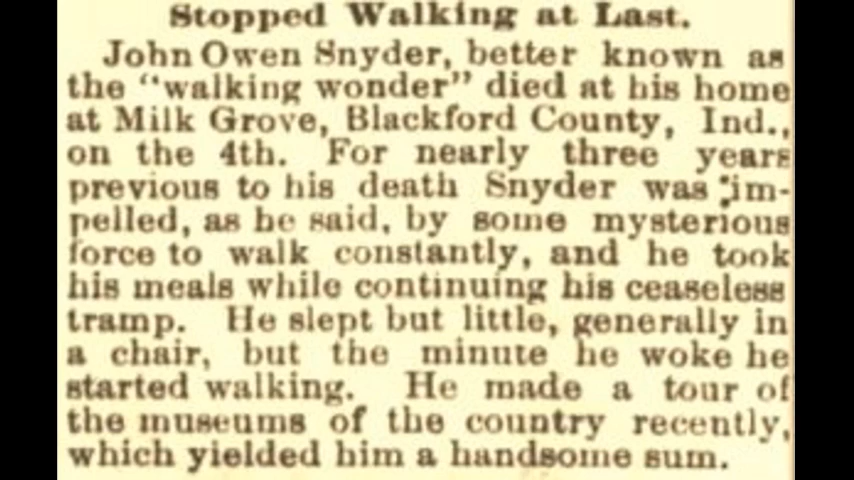 Stopped Walking at Last.
John Owen Snyder, better known as
the "walking wonder" died at his home
at Milk Grove, Blackford County, Ind.,
on the 4th. For nearly three years
previous to his death Snyder was im-
pelled, as he said, by some mysterious
force to walk constantly, and he took
his meals while continuing his ceaseless
tramp. He slept but little, generally in
a chair, but the minute he woke he
started walking. He made a tour of
the museums of the country recently,
which yielded him a handsome sum.